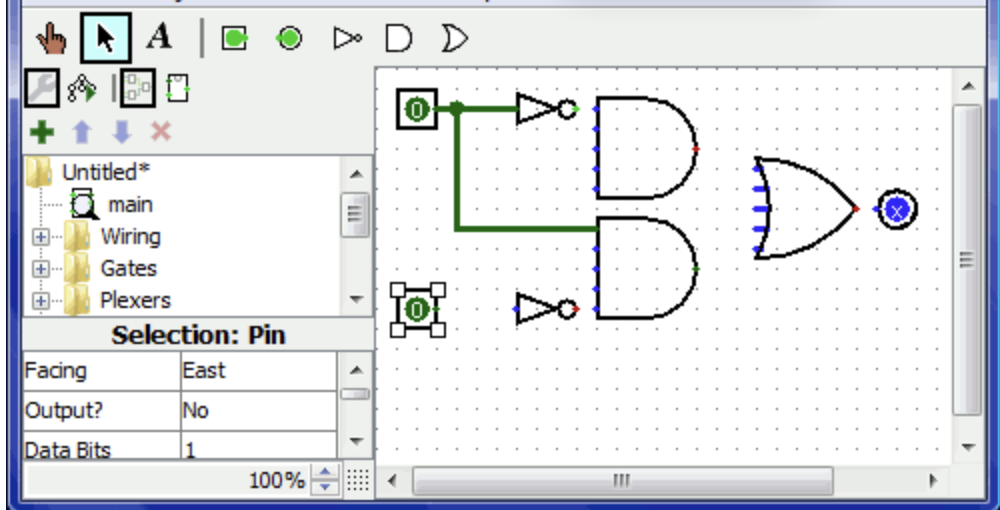 A
Untitled*
main
Wiring
Gates
Plexers
Selection: Pin
Facing East
Output? No
Data Bits 1
100%
0
0
x